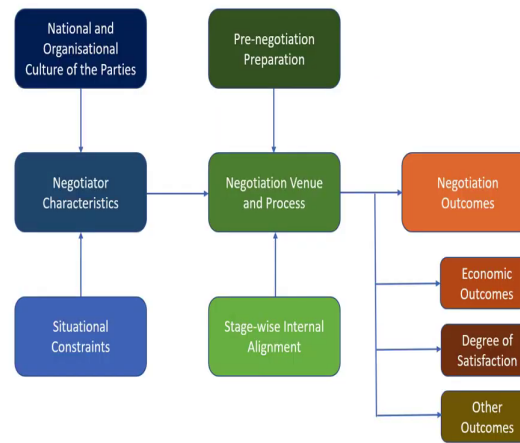 National and
Organisational
Culture of the Parties
Pre-negotiation
Preparation
Negotiator
Characteristics
Negotiation Venue
and Process
Negotiation
Outcomes
Economic
Outcomes
Situational
Constraints
Stage-wise Internal
Alignment
Degree of
Satisfaction
Other
Outcomes